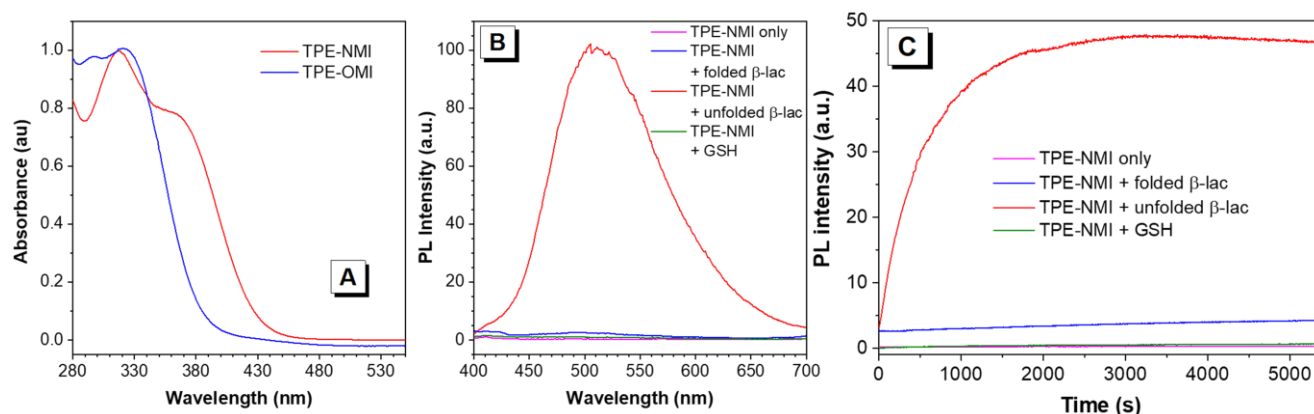 A
TPE-NMI
TPE-OMI
Absorbance (au)
1.0
0.8
0.6
0.4
0.2
0.0
280 330 380 430 480 530
Wavelength (nm)
B
TPE-NMI only
TPE-NMI
+ folded β-lac
TPE-NMI
+ unfolded β-lac
TPE-NMI
+ GSH
PL Intensity (a.u.)
100
80
60
40
20
0
400 450 500 550 600 650 700
Wavelength (nm)
C
TPE-NMI only
TPE-NMI + folded β-lac
TPE-NMI + unfolded β-lac
TPE-NMI + GSH
PL intensity (a.u.)
50
40
30
20
10
0
0 1000 2000 3000 4000 5000
Time (s)